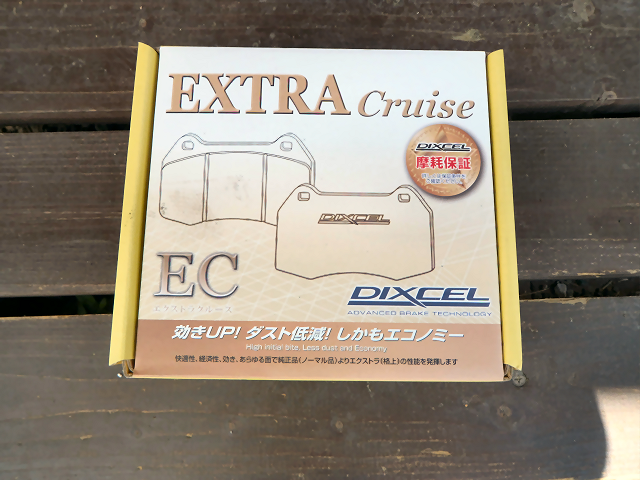 EXTRA Cruise
DIXCEL
摩耗保証
DIXCEL
EC
エクストラクルーズ
DIXCEL
ADVANCED BRAKE TECHNOLOGY
効きUP! ダスト低減! しかもエコノミー
High initial bite, Less dust and Economy
快適性、経済性、効き、あらゆる面で純正品(ノーマル品)よりエクストラ(格上)の性能を発揮します